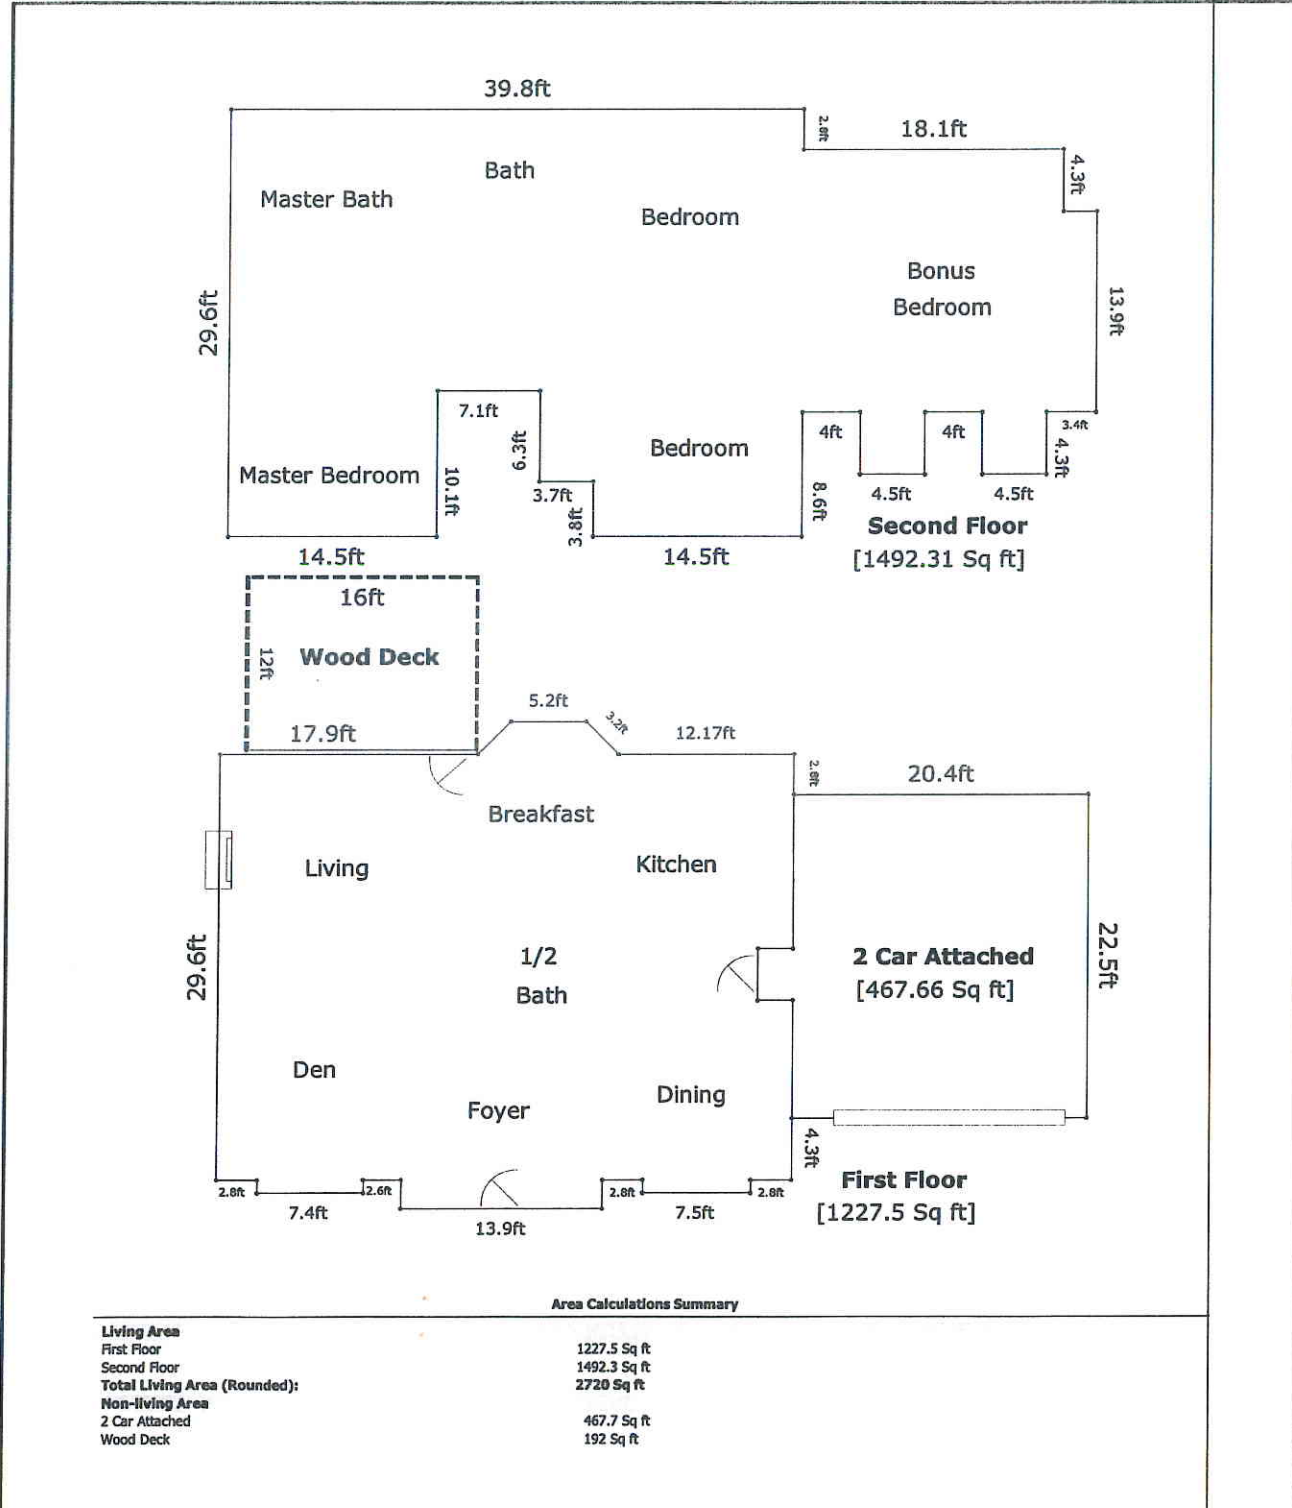 39.8ft
2.8ft
18.1ft
4.3ft
Bath
Master Bath
Bedroom
Bonus
Bedroom
13.9ft
29.6ft
7.1ft
6.3ft
4ft
4ft
3.4ft
4.3ft
Bedroom
Master Bedroom
10.1ft
3.7ft
3.8ft
8.6ft
4.5ft
4.5ft
Second Floor
[1492.31 Sq ft]
14.5ft
14.5ft
16ft
12ft
Wood Deck
5.2ft
3.2ft
17.9ft
12.17ft
2.8ft
20.4ft
Breakfast
Living
Kitchen
29.6ft
1/2
Bath
2 Car Attached
[467.66 Sq ft]
22.5ft
Den
Foyer
Dining
4.3ft
First Floor
[1227.5 Sq ft]
2.8ft
7.4ft
2.6ft
13.9ft
2.8ft
7.5ft
2.8ft
Area Calculations Summary
Living Area
First Floor 1227.5 Sq ft
Second Floor 1492.3 Sq ft
Total Living Area (Rounded): 2720 Sq ft
Non-living Area
2 Car Attached 467.7 Sq ft
Wood Deck 192 Sq ft